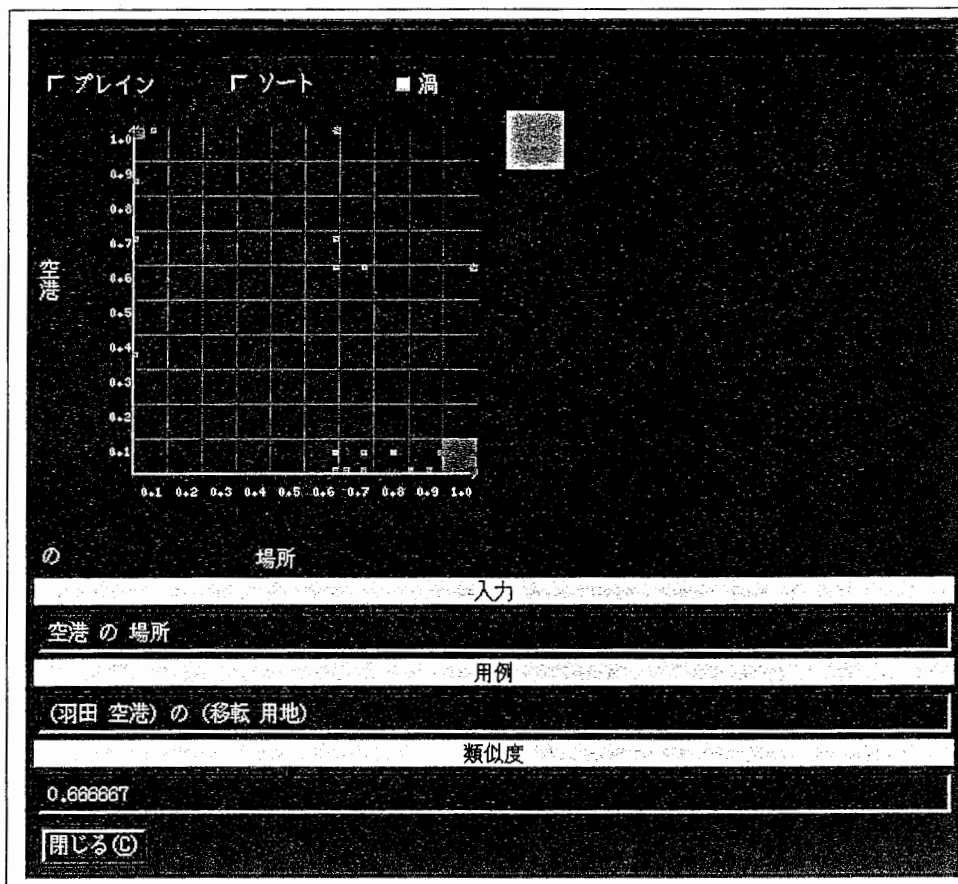 プレイン ソート 渦
1.0
0.9
0.8
0.7
空港
0.6
0.5
0.4
0.3
0.2
0.1
0.1 0.2 0.3 0.4 0.5 0.6 0.7 0.8 0.9 1.0
の 場所
入力
空港 の 場所
用例
(羽田 空港) の (移転 用地)
類似度
0.666667
閉じる(C)